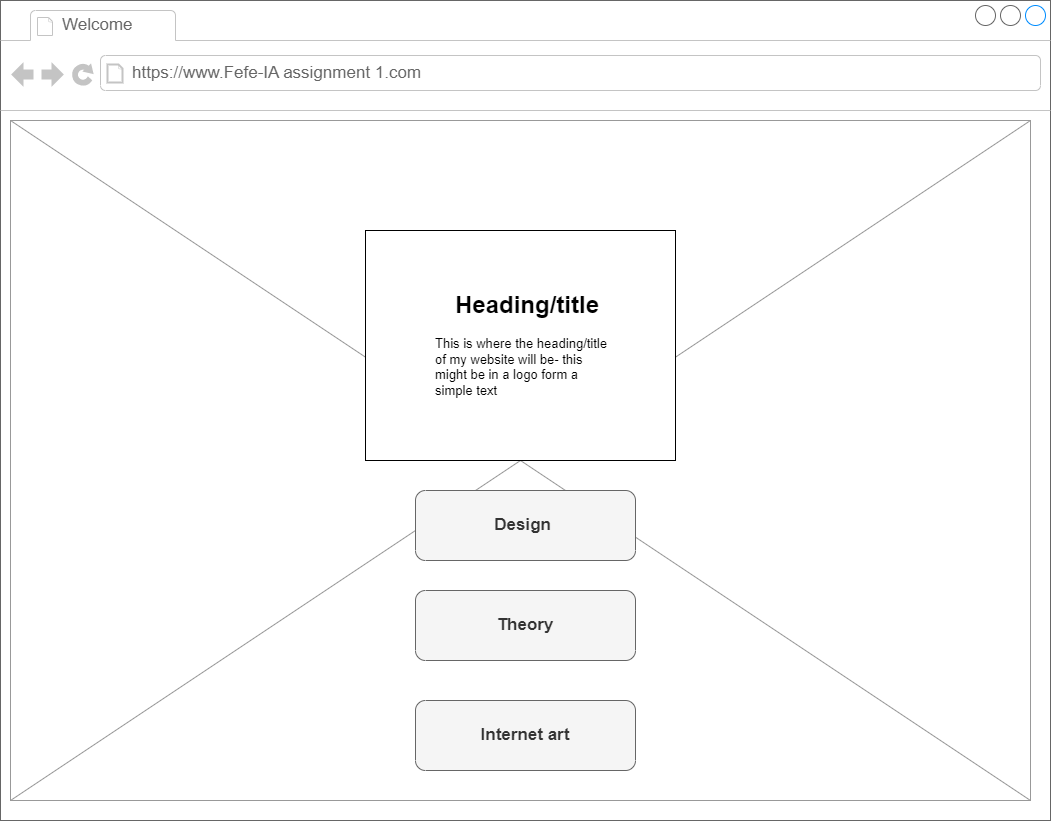 Welcome
https://www.Fefe-IA assignment 1.com
Heading/title
This is where the heading/title
of my website will be- this
might be in a logo form a
simple text
Design
Theory
Internet art